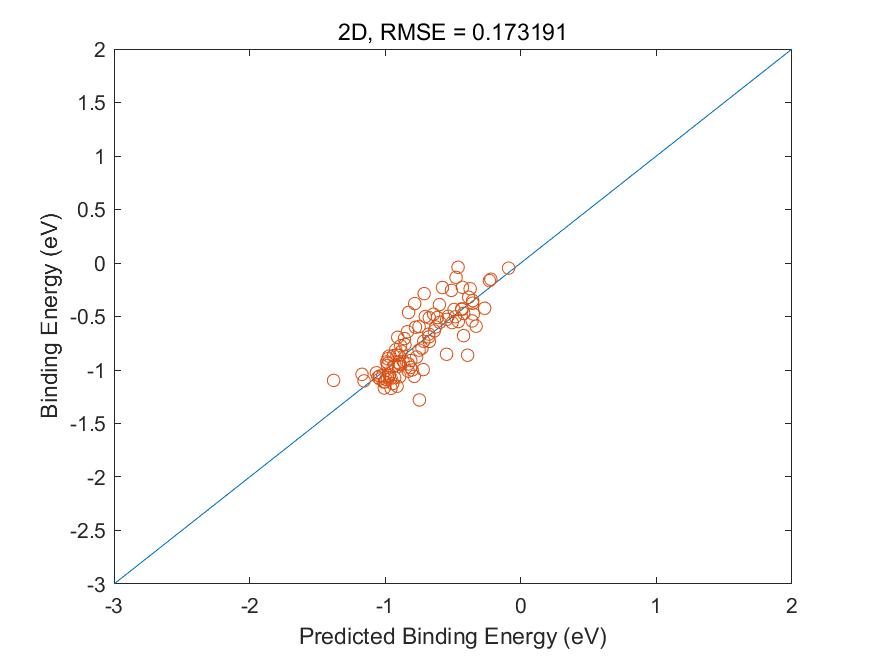 2D, RMSE = 0.173191
2
1.5
1
0.5
0
-0.5
-1
-1.5
-2
-2.5
-3
Binding Energy (eV)
-3 -2 -1 0 1 2
Predicted Binding Energy (eV)